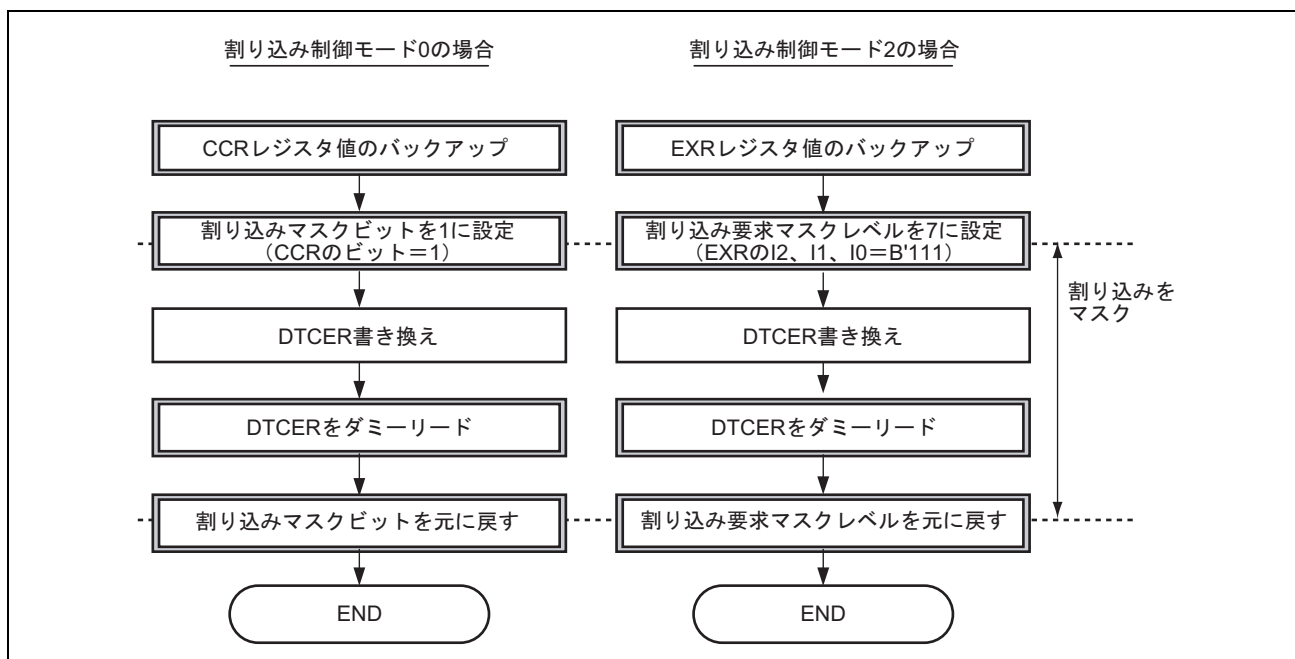 割り込み制御モード0の場合
CCRレジスタ値のバックアップ
割り込みマスクビットを1に設定
(CCRのビット=1)
DTCER書き換え
DTCERをダミーリード
割り込みマスクビットを元に戻す
END
割り込み制御モード2の場合
EXRレジスタ値のバックアップ
割り込み要求マスクレベルを7に設定
(EXRのI2、I1、I0=B'111)
DTCER書き換え
DTCERをダミーリード
割り込み要求マスクレベルを元に戻す
END
割り込みを
マスク